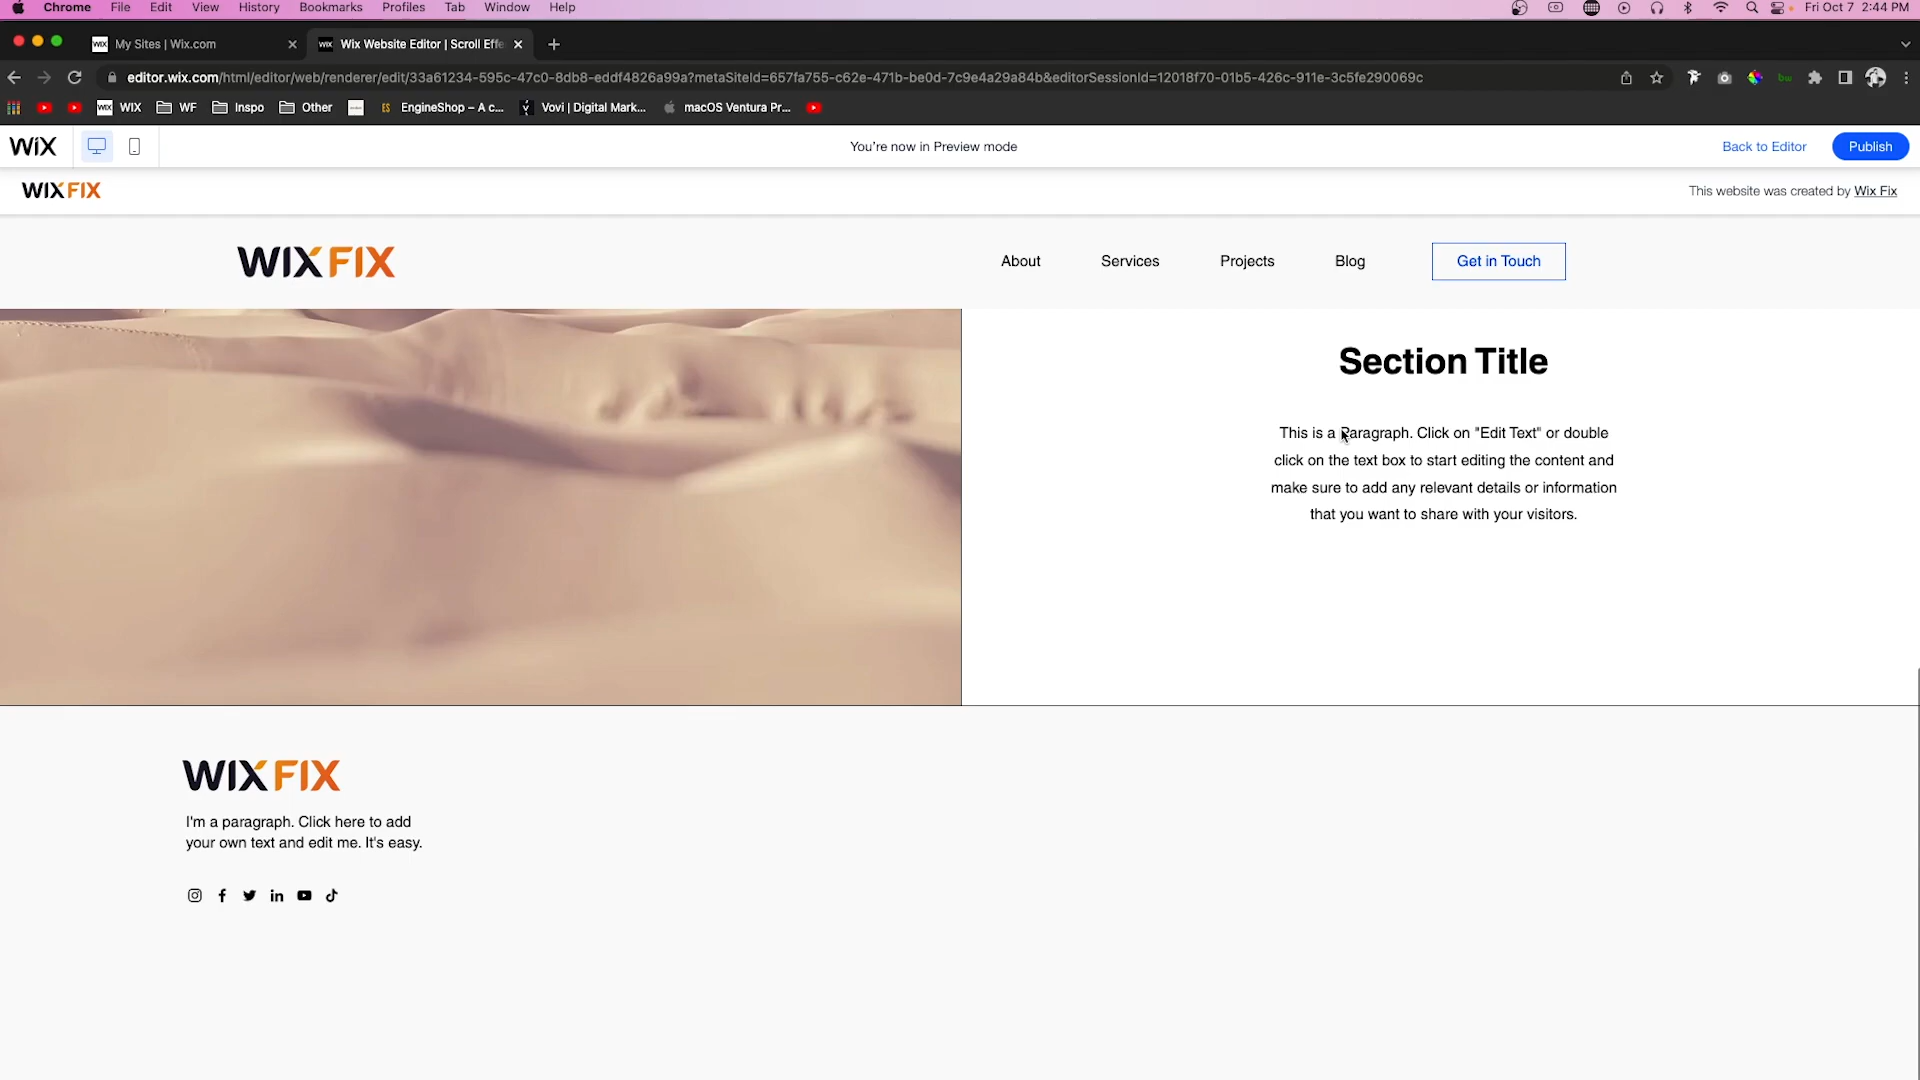 Chrome File Edit View History Bookmarks Profiles Tab Window Help Fri Oct 7 2:44 PM
WIX My Sites | Wix.com WIX Wix Website Editor | Scroll Effe
editor.wix.com/html/editor/web/renderer/edit/33a61234-595c-47c0-8db8-eddf4826a99a?metaSiteId=657fa755-c62e-471b-be0d-7c9e4a29a84b&editorSessionId=12018f70-01b5-426c-911e-3c5fe290069c
WIX WIX WF Inspo Other ES EngineShop – A c... Vovi | Digital Mark... macOS Ventura Pr...
WiX You're now in Preview mode Back to Editor Publish
WIXFIX This website was created by Wix Fix
WIXFIX About Services Projects Blog Get in Touch
Section Title
This is a Paragraph. Click on "Edit Text" or double
click on the text box to start editing the content and
make sure to add any relevant details or information
that you want to share with your visitors.
WIXFIX
I'm a paragraph. Click here to add
your own text and edit me. It's easy.